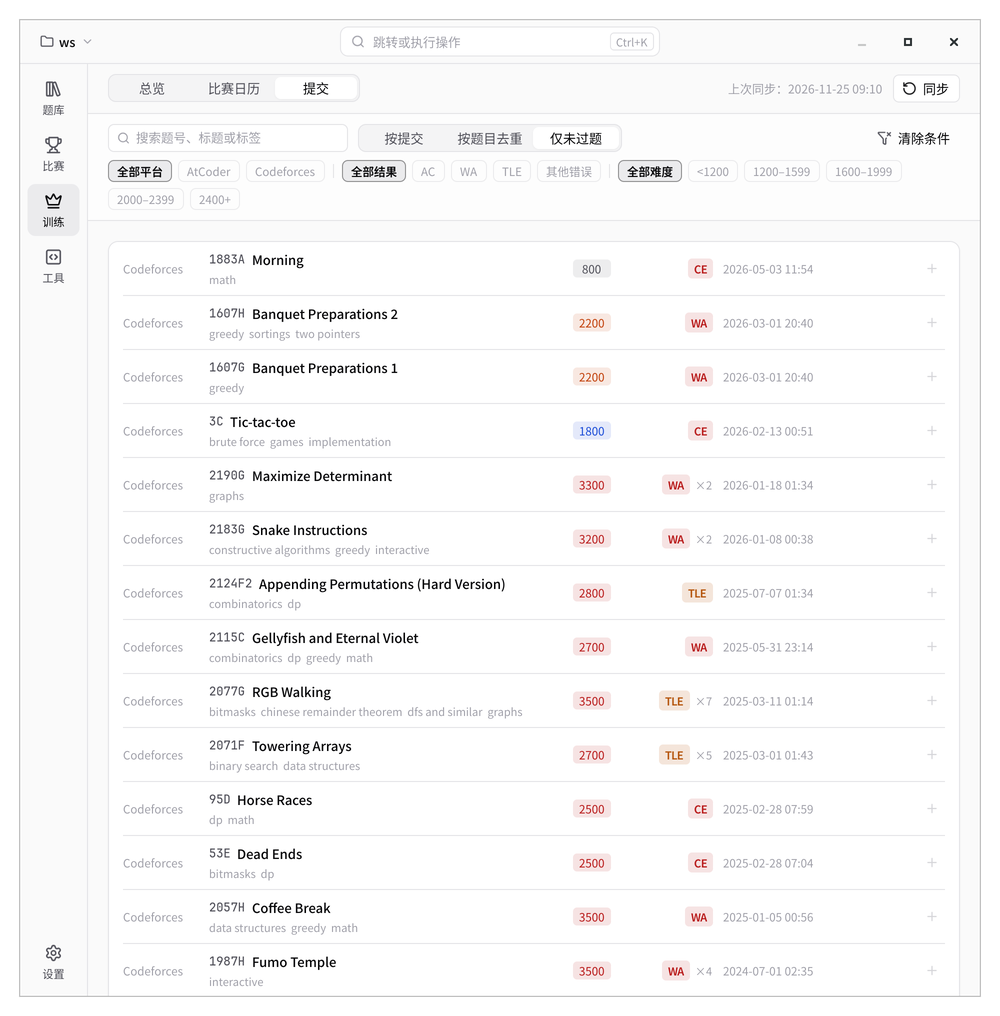 ws
跳转或执行操作 Ctrl+K
题库
比赛
训练
工具
设置
总览 比赛日历 提交
上次同步：2026-11-25 09:10 同步
搜索题号、标题或标签 按提交 按题目去重 仅未过题 清除条件
全部平台 AtCoder Codeforces 全部结果 AC WA TLE 其他错误 全部难度 <1200 1200–1599 1600–1999
2000–2399 2400+
Codeforces 1883A Morning 800 CE 2026-05-03 11:54 +
math
Codeforces 1607H Banquet Preparations 2 2200 WA 2026-03-01 20:40 +
greedy sortings two pointers
Codeforces 1607G Banquet Preparations 1 2200 WA 2026-03-01 20:40 +
greedy
Codeforces 3C Tic-tac-toe 1800 CE 2026-02-13 00:51 +
brute force games implementation
Codeforces 2190G Maximize Determinant 3300 WA ×2 2026-01-18 01:34 +
graphs
Codeforces 2183G Snake Instructions 3200 WA ×2 2026-01-08 00:38 +
constructive algorithms greedy interactive
Codeforces 2124F2 Appending Permutations (Hard Version) 2800 TLE 2025-07-07 01:34 +
combinatorics dp
Codeforces 2115C Gellyfish and Eternal Violet 2700 WA 2025-05-31 23:14 +
combinatorics dp greedy math
Codeforces 2077G RGB Walking 3500 TLE ×7 2025-03-11 01:14 +
bitmasks chinese remainder theorem dfs and similar graphs
Codeforces 2071F Towering Arrays 2700 TLE ×5 2025-03-01 01:43 +
binary search data structures
Codeforces 95D Horse Races 2500 CE 2025-02-28 07:59 +
dp math
Codeforces 53E Dead Ends 2500 CE 2025-02-28 07:04 +
bitmasks dp
Codeforces 2057H Coffee Break 3500 WA 2025-01-05 00:56 +
data structures greedy math
Codeforces 1987H Fumo Temple 3500 WA ×4 2024-07-01 02:35 +
interactive